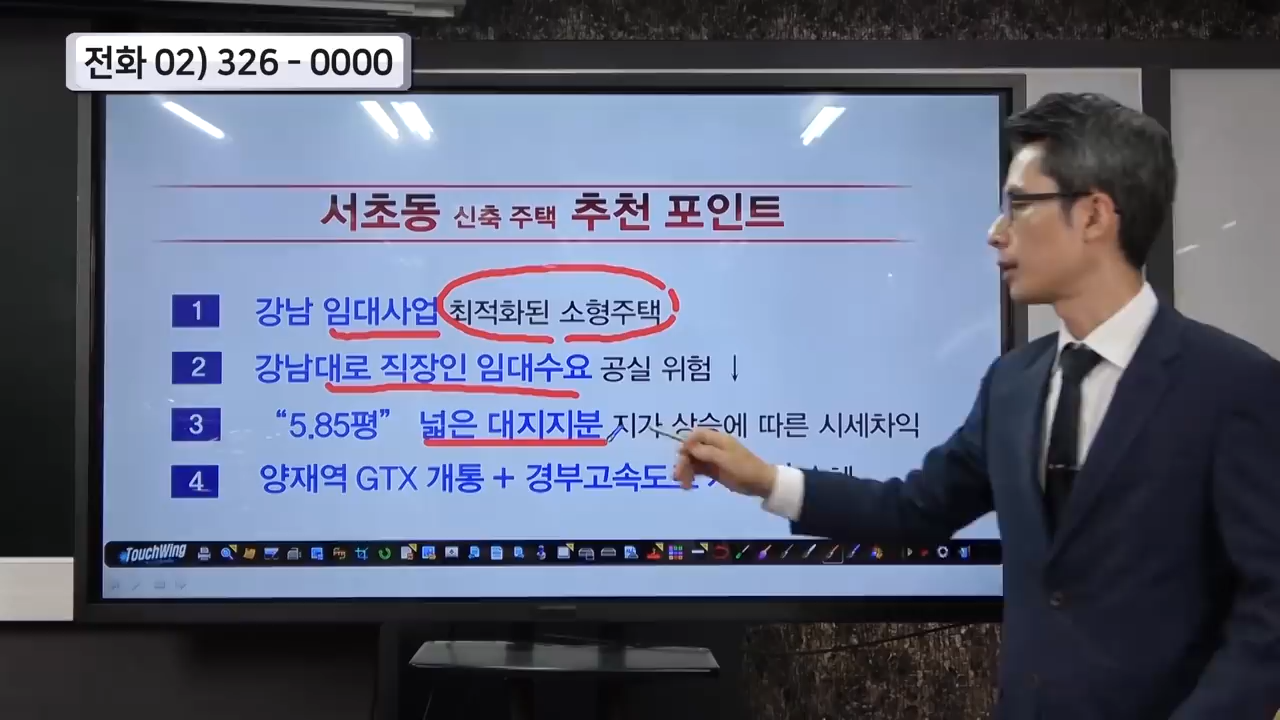 전화 02) 326 - 0000
서초동 신축 주택 추천 포인트
1 강남 임대사업 최적화된 소형주택
2 강남대로 직장인 임대수요 공실 위험 ↓
3 “5.85평” 넓은 대지지분 지가 상승에 따른 시세차익
4 양재역 GTX 개통 + 경부고속도로
TouchWing